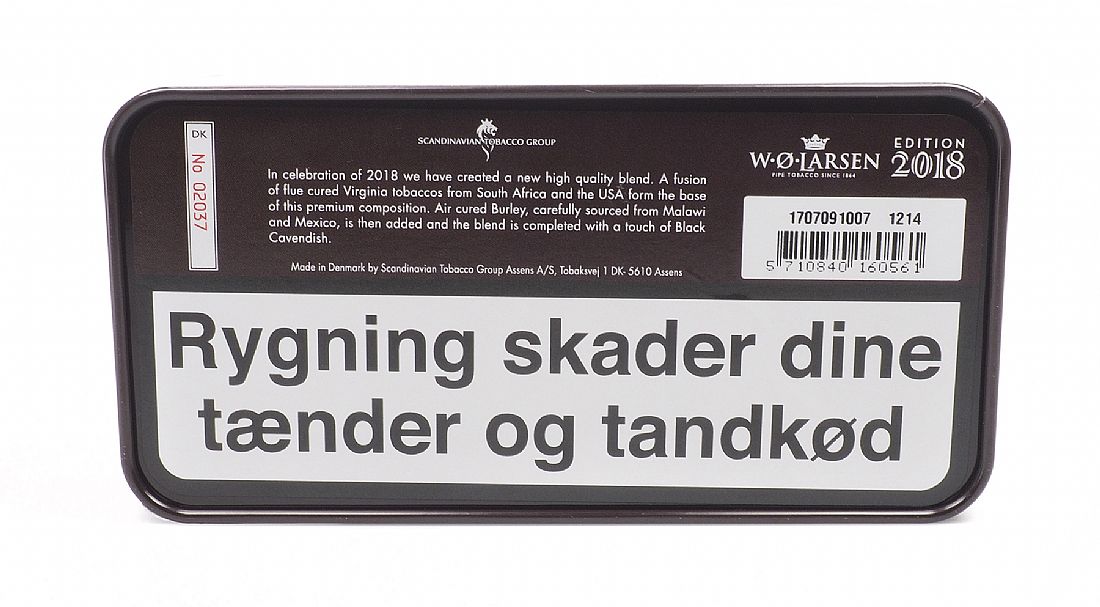 DK
No 02037
SCANDINAVIAN TOBACCO GROUP
In celebration of 2018 we have created a new high quality blend. A fusion
of flue cured Virginia tobaccos from South Africa and the USA form the base
of this premium composition. Air cured Burley, carefully sourced from Malawi
and Mexico, is then added and the blend is completed with a touch of Black
Cavendish.
Made in Denmark by Scandinavian Tobacco Group Assens A/S, Tobaksvej 1 DK- 5610 Assens
W·Ø·LARSEN
PIPE TOBACCO SINCE 1864
EDITION
2018
1707091007 1214
5 710840 160561
Rygning skader dine
tænder og tandkød